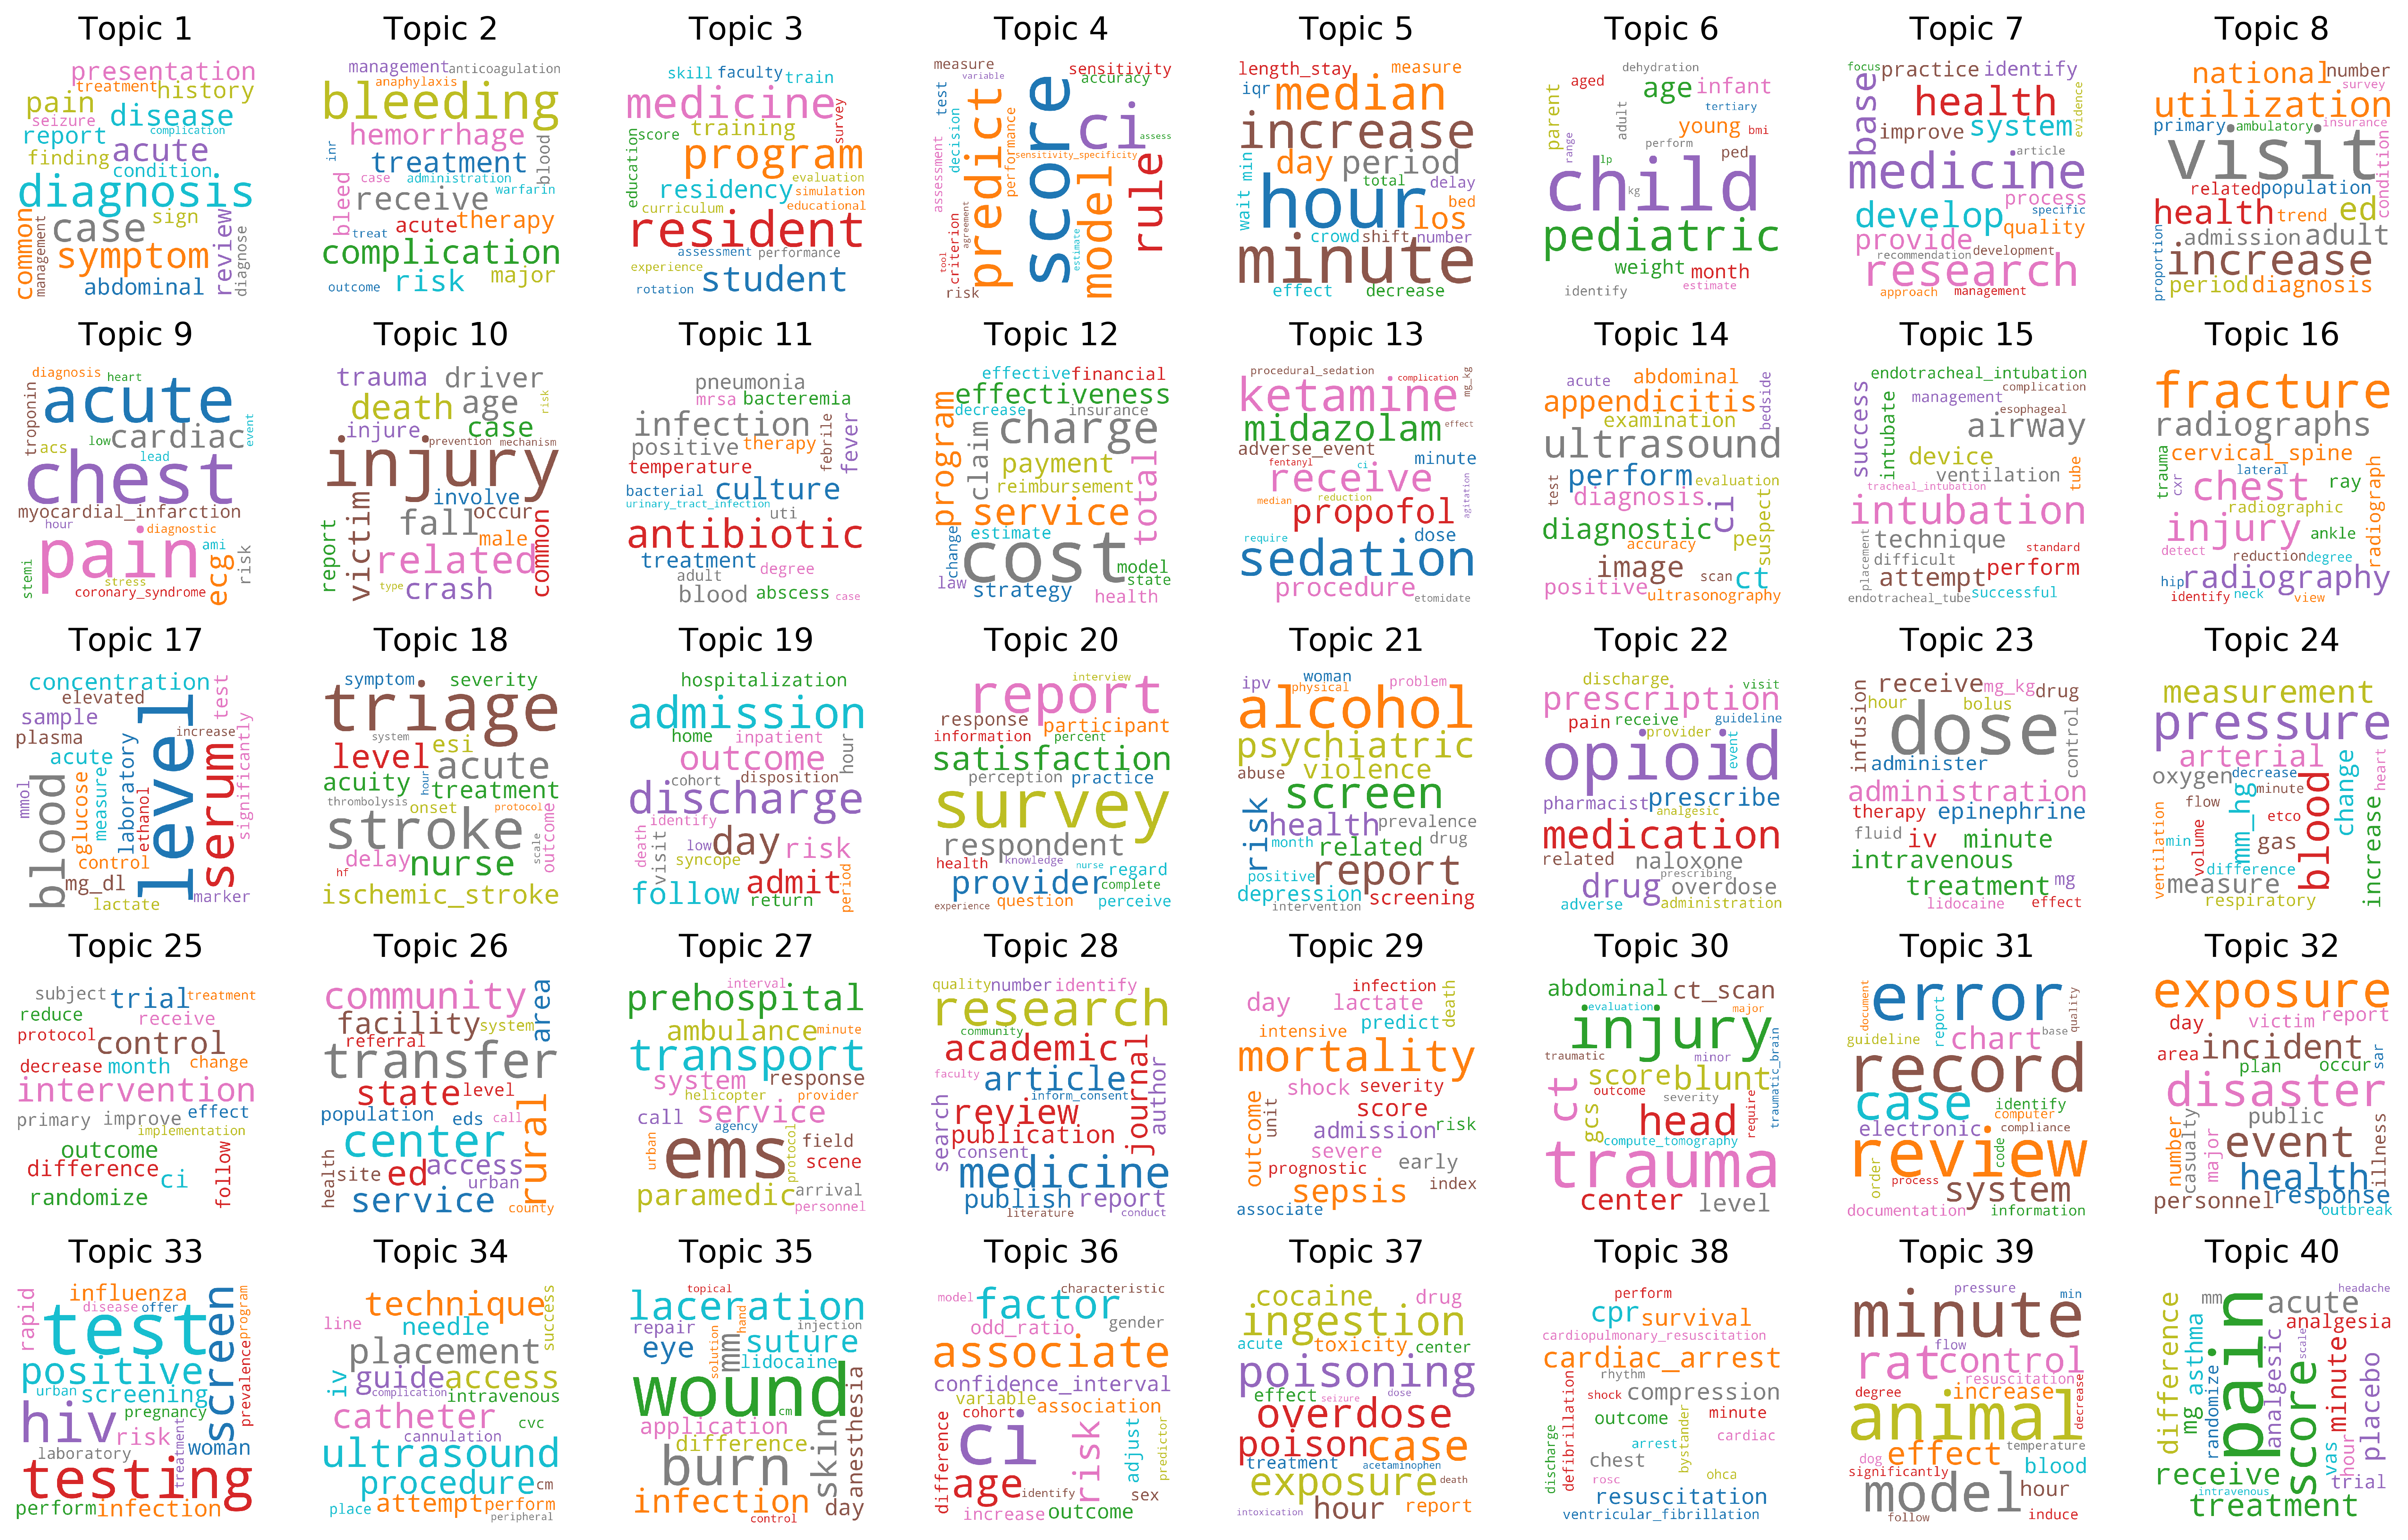 Topic 1
presentation
treatment history
pain
seizure disease
report complication
finding acute
condition
diagnosis
case sign
symptom
abdominal
common
management
review
diagnose
Topic 2
management anticoagulation
anaphylaxis
bleeding
hemorrhage
inr treatment blood
case administration warfarin
bleed receive
treat acute therapy
complication
outcome risk major
Topic 3
skill faculty train
medicine
score training survey
education program
evaluation
residency simulation
curriculum educational
resident
assessment performance
experience student
rotation
Topic 4
measure sensitivity
variable accuracy
test decision predict performance score ci assess
sensitivity_specificity
assessment model rule
criterion agreement estimate
tool
risk
Topic 5
length_stay measure
iqr median
increase
day period
wait min total delay
hour bed
los
crowd shift number
minute
effect decrease
Topic 6
dehydration
aged age infant
parent adult tertiary
young bmi
range perform ped
lp
child
kg
pediatric
weight month
estimate
identify
Topic 7
focus practice identify
base health evidence
improve system
article
medicine
process
develop specific
quality
provide development
recommendation
research
approach management
Topic 8
national number
survey
utilization
primary ambulatory insurance
visit condition
related population
health trend ed
admission adult
proportion increase
period diagnosis
Topic 9
diagnosis heart
troponin acute
acs low cardiac event
lead
chest
myocardial_infarction
hour diagnostic
pain ami
stemi stress ecg risk
coronary_syndrome
Topic 10
trauma driver
death age risk
injure case
prevention mechanism
injury
involve
victim fall occur
report male
related common
type crash
Topic 11
pneumonia
mrsa bacteremia
infection febrile fever
positive therapy
temperature
bacterial culture
urinary_tract_infection uti
antibiotic
treatment degree
adult
blood abscess case
Topic 12
effective financial
effectiveness
decrease insurance
program claim charge
payment total
reimbursement
service
estimate
change cost
law model
state
strategy health
Topic 13
procedural_sedation complication mg_kg
ketamine
midazolam effect
adverse_event
fentanyl ci minute
receive
median reduction agitation
propofol
require dose
sedation
procedure etomidate
Topic 14
acute abdominal
appendicitis bedside
examination
ultrasound
test perform evaluation
diagnosis ci suspect
diagnostic pe
accuracy
image scan ct
positive ultrasonography
Topic 15
endotracheal_intubation
complication
success management
intubate esophageal
airway
device
ventilation tube
tracheal_intubation
intubation
technique
difficult standard
placement attempt perform
endotracheal_tube successful
Topic 16
fracture
radiographs
cervical_spine
trauma cxr lateral
chest ray radiograph
radiographic
injury ankle
detect
reduction degree
hip radiography
identify neck view
Topic 17
concentration test
elevated
sample level
plasma increase
acute
mmol blood glucose measure laboratory ethanol serum significantly
control
mg_dl
lactate marker
Topic 18
symptom severity
triage
system
level esi
acuity hour acute
treatment
thrombolysis onset protocol
stroke scale outcome
delay nurse
hf
ischemic_stroke
Topic 19
hospitalization
admission
home inpatient
outcome hour
cohort disposition
discharge
identify
death visit low day risk
syncope
follow admit period
return
Topic 20
interview
report
response participant
information percent
satisfaction
perception practice
survey
respondent
health knowledge nurse regard
provider complete
experience question perceive
Topic 21
woman
ipv physical problem
alcohol
psychiatric
abuse violence
screen
risk health prevalence
month related drug
positive report
depression screening
intervention
Topic 22
discharge visit
prescription
pain receive guideline
provider
opioid event
pharmacist prescribe
analgesic
medication
related naloxone
prescribing
drug overdose
adverse administration
Topic 23
infusion receive mg_kg drug
hour bolus
dose control
administer
administration
therapy epinephrine
fluid iv minute
intravenous
treatment mg
lidocaine effect
Topic 24
measurement
pressure
arterial heart
oxygen decrease change
flow minute
etco
ventilation min volume mm_hg gas blood increase
difference
measure
respiratory
Topic 25
subject trial treatment
reduce receive
protocol control
decrease month change
intervention
primary improve effect
implementation
outcome
difference ci follow
randomize
Topic 26
community area
facility system
referral
transfer
state level
population eds call
center rural
health site ed access
urban
service county
Topic 27
interval
prehospital
ambulance minute
transport
system response
helicopter provider
call service
agency
urban ems protocol field
scene
paramedic arrival
personnel
Topic 28
quality number identify
research
community
academic journal
faculty article author
inform_consent
search review
publication
consent
medicine
publish report
literature conduct
Topic 29
infection death
day lactate
intensive predict
mortality
shock severity
outcome unit score
admission risk
severe
prognostic early
sepsis index
associate
Topic 30
abdominal ct_scan
evaluation major
injury
traumatic minor traumatic_brain
score blunt
ct outcome severity
gcs head require
compute_tomography
trauma
center level
Topic 31
document error quality
guideline report chart base
record
case identify
computer
electronic compliance
review
order code
process system
documentation information
Topic 32
exposure
day victim report
area incident
plan occur sar
disaster
number casualty public illness
major event
health
personnel response
outbreak
Topic 33
rapid influenza program
disease offer
test screen
positive
urban screening prevalence
pregnancy
hiv risk
laboratory treatment woman
testing
perform infection
Topic 34
technique success
line needle
placement
iv guide access
complication intravenous
catheter cvc
cannulation
ultrasound
procedure cm
place attempt perform
peripheral
Topic 35
topical
laceration
repair hand injection
eye solution mm suture
lidocaine
wound anesthesia
cm
application
difference skin
burn
infection day
control
Topic 36
characteristic
model factor
odd_ratio gender
associate
confidence_interval
variable association
cohort
difference ci risk adjust predictor
age identify sex
increase outcome
Topic 37
cocaine drug
ingestion
acute toxicity center
poisoning
effect seizure dose
overdose
poison case
treatment acetaminophen
exposure death
intoxication hour report
Topic 38
perform
cpr survival
cardiopulmonary_resuscitation
cardiac_arrest
rhythm
shock compression
discharge defibrillation outcome minute
arrest bystander cardiac
chest
rosc ohca
resuscitation
ventricular_fibrillation
Topic 39
pressure min
minute
flow
rat control
resuscitation
degree increase decrease
animal
effect temperature
dog blood
significantly
model hour
follow induce
Topic 40
headache
mm acute
difference mg asthma pain analgesia
randomize analgesic scale minute placebo
score
receive vas hour
trial
intravenous
treatment